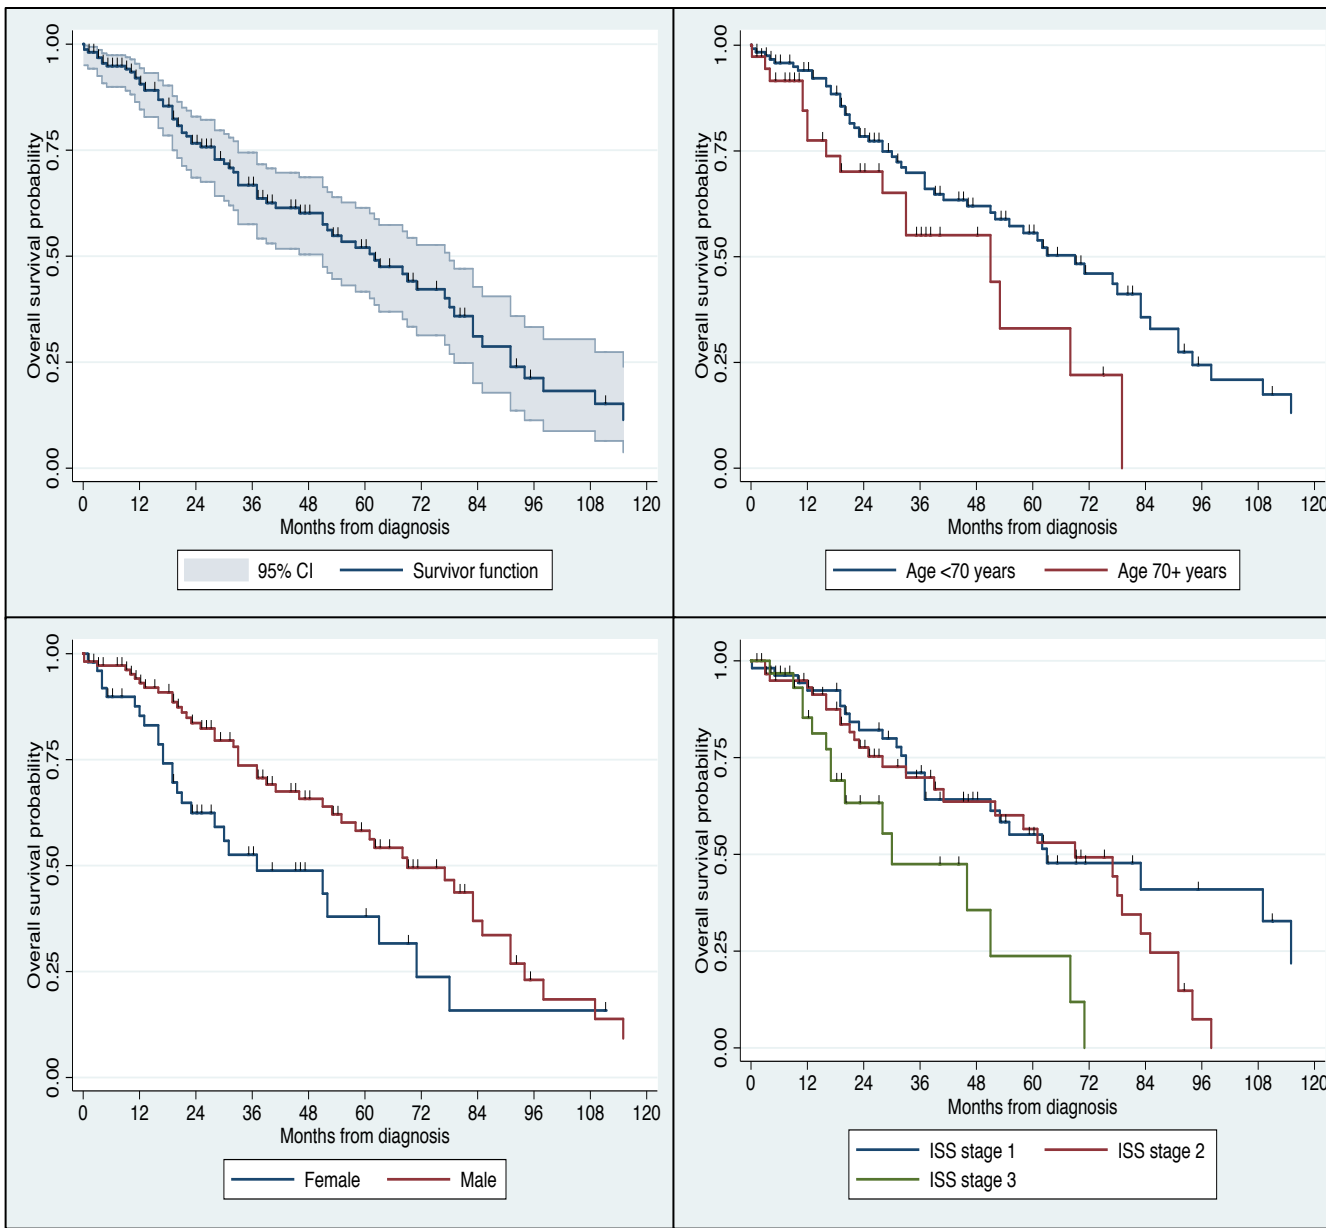 Overall survival probability
1.00
0.75
0.50
0.25
0.00
0 12 24 36 48 60 72 84 96 108 120
Months from diagnosis
95% CI Survivor function
Overall survival probability
1.00
0.75
0.50
0.25
0.00
0 12 24 36 48 60 72 84 96 108 120
Months from diagnosis
Age <70 years Age 70+ years
Overall survival probability
1.00
0.75
0.50
0.25
0.00
0 12 24 36 48 60 72 84 96 108 120
Months from diagnosis
Female Male
Overall survival probability
1.00
0.75
0.50
0.25
0.00
0 12 24 36 48 60 72 84 96 108 120
Months from diagnosis
ISS stage 1 ISS stage 2
ISS stage 3